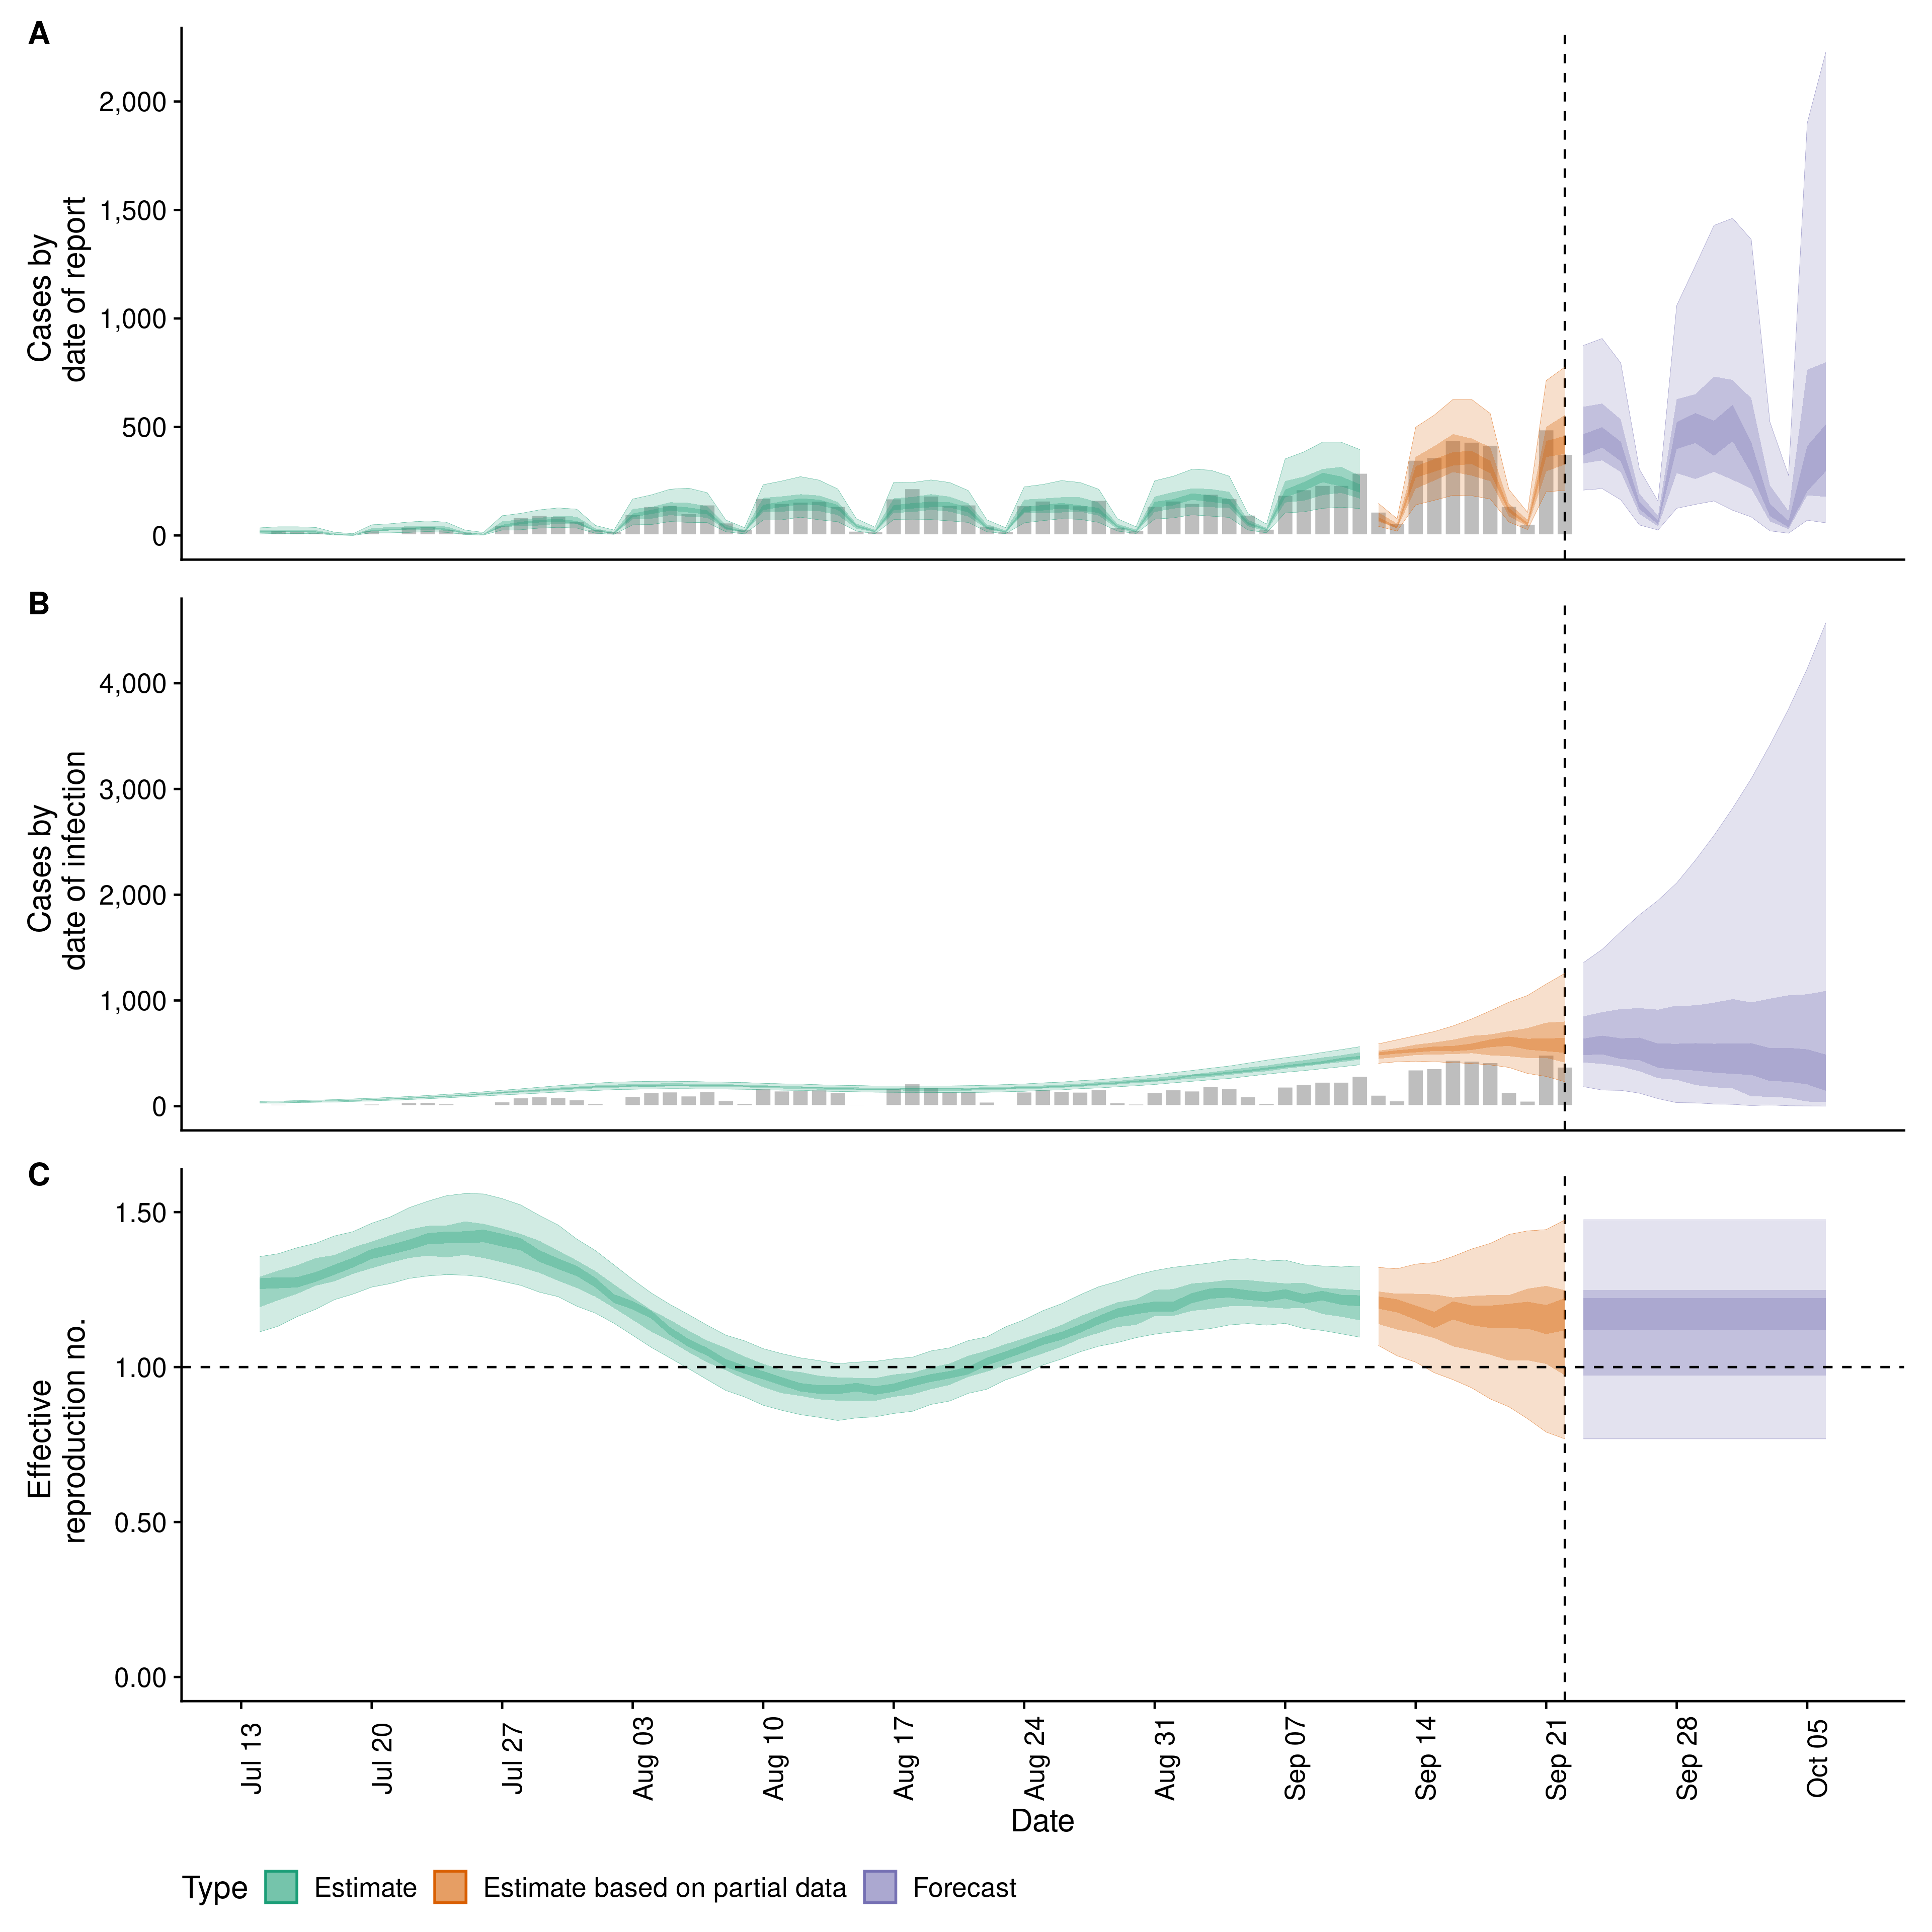 A
2,000
1,500
1,000
500
0
Cases by
date of report
B
4,000
3,000
2,000
1,000
0
Cases by
date of infection
C
1.50
1.00
0.50
0.00
Effective
reproduction no.
Jul 13
Jul 20
Jul 27
Aug 03
Aug 10
Aug 17
Aug 24
Aug 31
Sep 07
Sep 14
Sep 21
Sep 28
Oct 05
Date
Type Estimate Estimate based on partial data Forecast